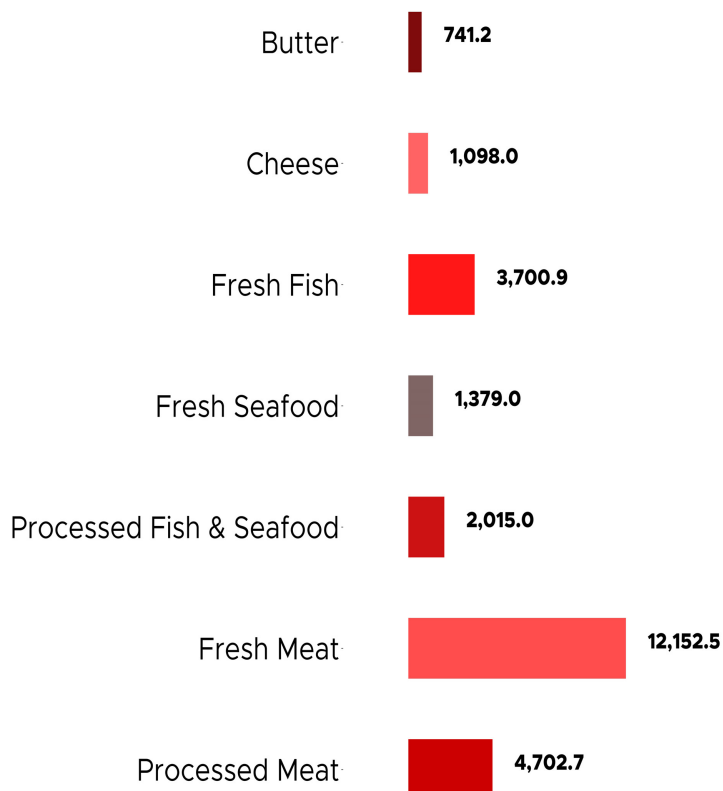 Butter 741.2
Cheese 1,098.0
Fresh Fish 3,700.9
Fresh Seafood 1,379.0
Processed Fish & Seafood 2,015.0
Fresh Meat 12,152.5
Processed Meat 4,702.7